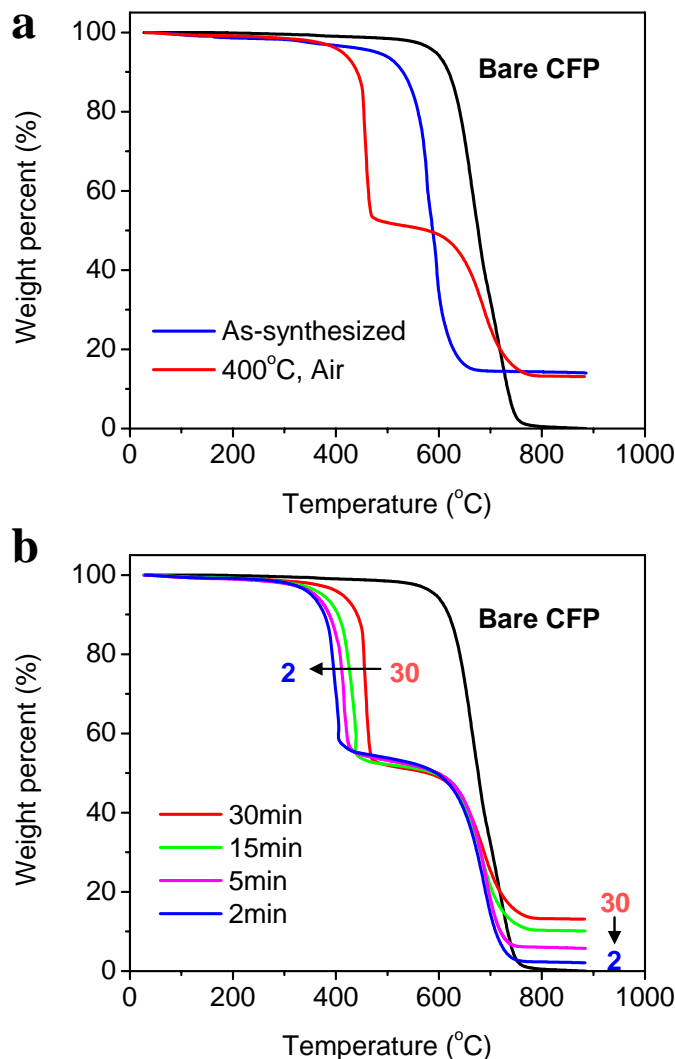 a
100
80
60
40
20
0
Weight percent (%)
Bare CFP
As-synthesized
400°C, Air
0 200 400 600 800 1000
Temperature (°C)
b
100
80
60
40
20
0
Weight percent (%)
Bare CFP
2 30
30min
15min
5min
2min
30
2
0 200 400 600 800 1000
Temperature (°C)